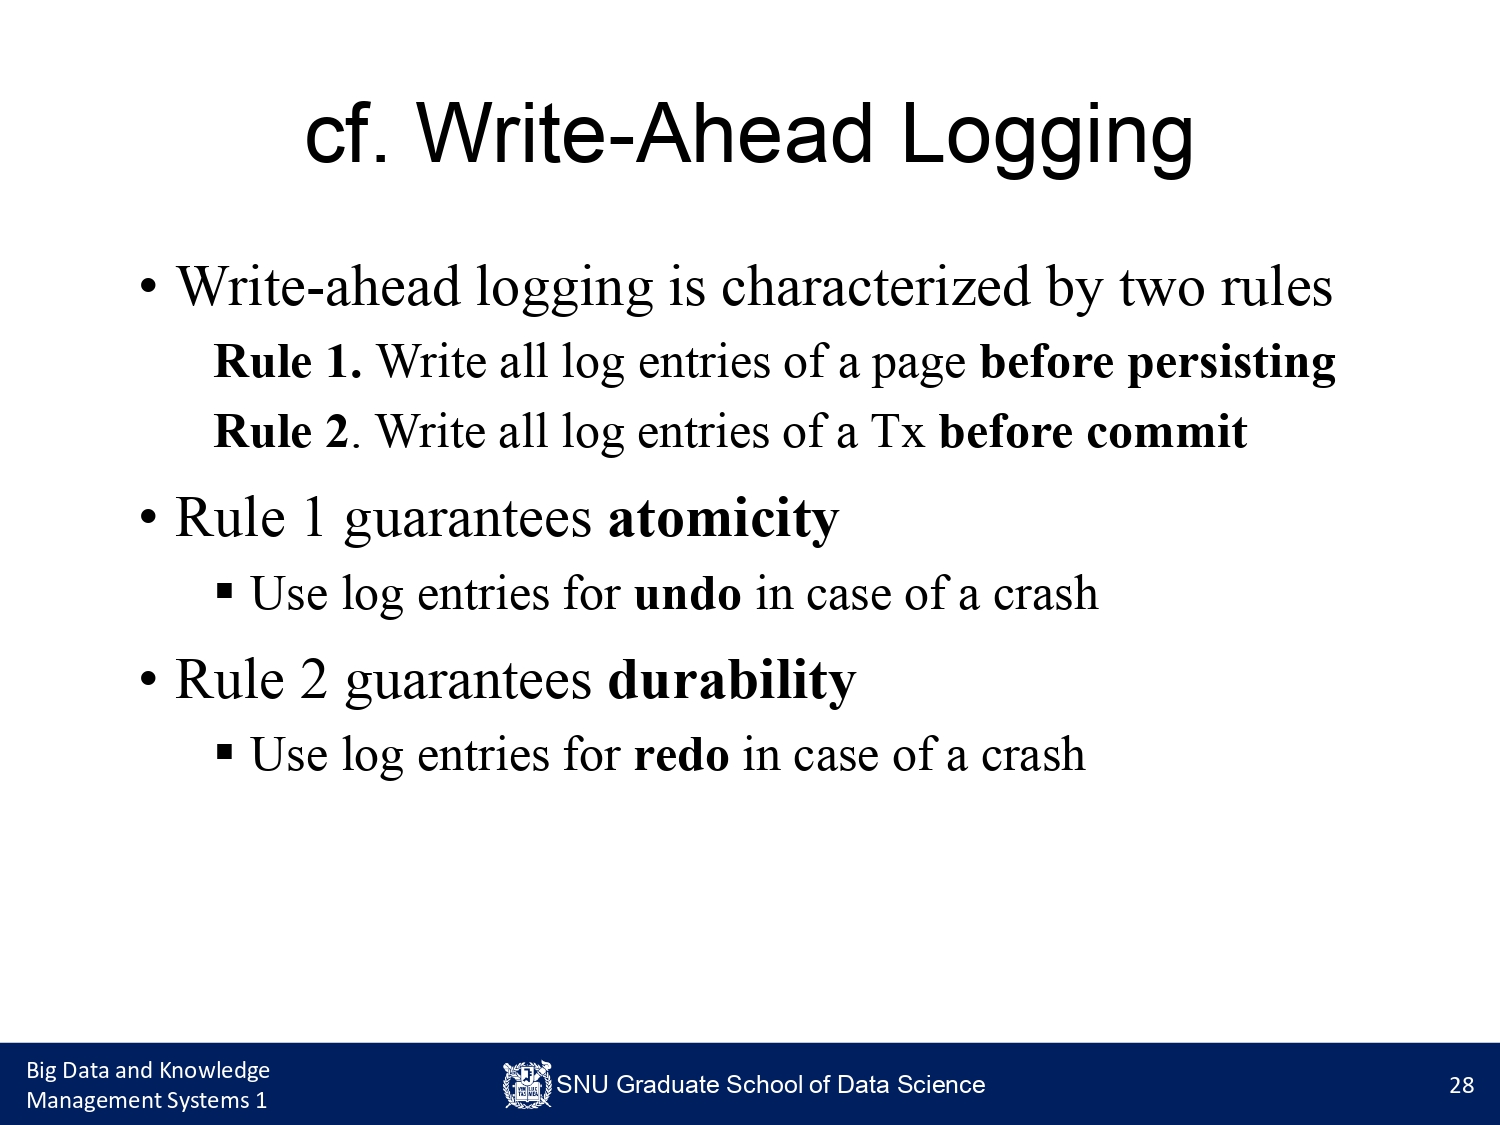 cf. Write-Ahead Logging
• Write-ahead logging is characterized by two rules
Rule 1. Write all log entries of a page before persisting
Rule 2. Write all log entries of a Tx before commit
• Rule 1 guarantees atomicity
▪ Use log entries for undo in case of a crash
• Rule 2 guarantees durability
▪ Use log entries for redo in case of a crash
Big Data and Knowledge
Management Systems 1
SNU Graduate School of Data Science
28